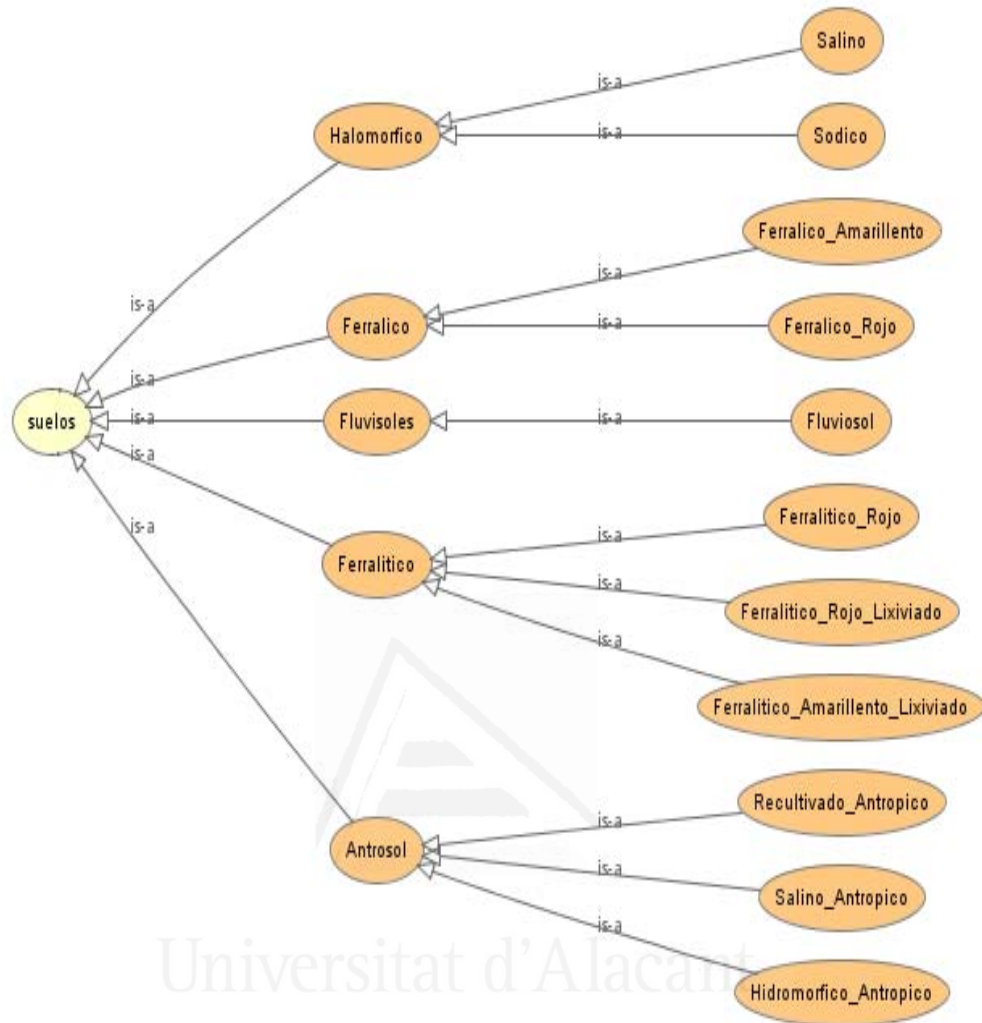 Salino
is-a
Halomorfico
is-a
Sodico
Ferralico_Amarillento
is-a
is-a
Ferralico
is-a
Ferralico_Rojo
is-a
suelos
is-a
Fluvisoles
is-a
Fluviosol
is-a
Ferralitico_Rojo
is-a
is-a
Ferralitico
is-a
Ferralitico_Rojo_Lixiviado
is-a
Ferralitico_Amarillento_Lixiviado
Recultivado_Antropico
is-a
Antrosol
is-a
Salino_Antropico
is-a
Hidromorfico_Antropico
Universitat d'Alacant